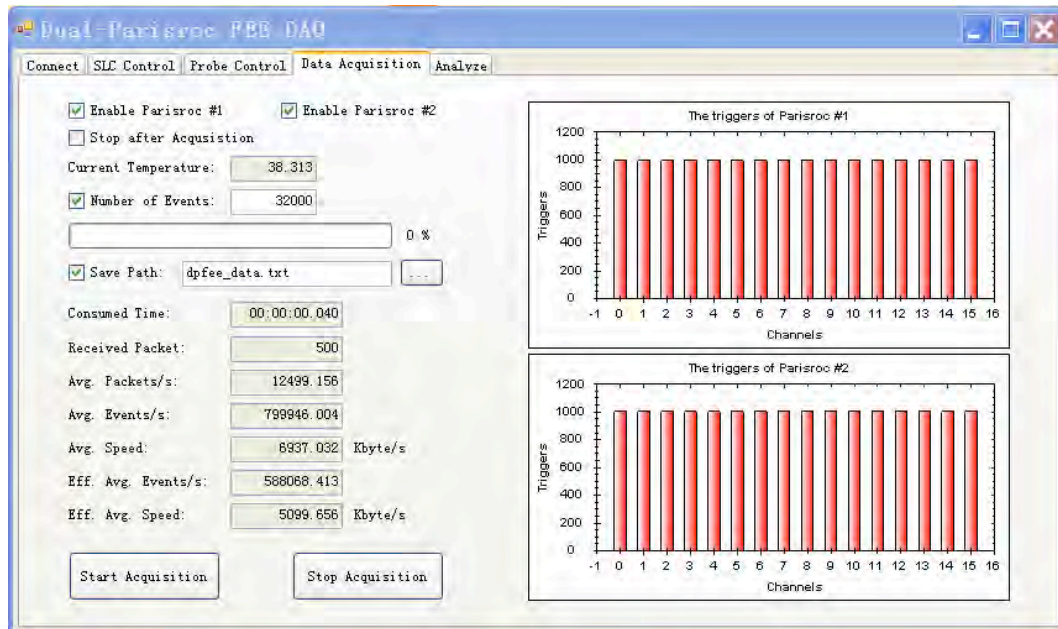 Dual-Parisroc FEE DAQ
Connect SLC Control Probe Control Data Acquisition Analyze
Enable Parisroc #1 Enable Parisroc #2
Stop after Acqusistion
Current Temperature: 38.313
Number of Events: 32000
0 %
Save Path: dpfee_data.txt ...
Consumed Time: 00:00:00.040
Received Packet: 500
Avg. Packets/s: 12499.156
Avg. Events/s: 799946.004
Avg. Speed: 6937.032 Kbyte/s
Eff. Avg. Events/s: 588068.413
Eff. Avg. Speed: 5099.656 Kbyte/s
Start Acquisition Stop Acquisition
The triggers of Parisroc #1
1200
1000
800
600
400
200
0
Triggers
-1 0 1 2 3 4 5 6 7 8 9 10 11 12 13 14 15 16
Channels
The triggers of Parisroc #2
1200
1000
800
600
400
200
0
Triggers
-1 0 1 2 3 4 5 6 7 8 9 10 11 12 13 14 15 16
Channels